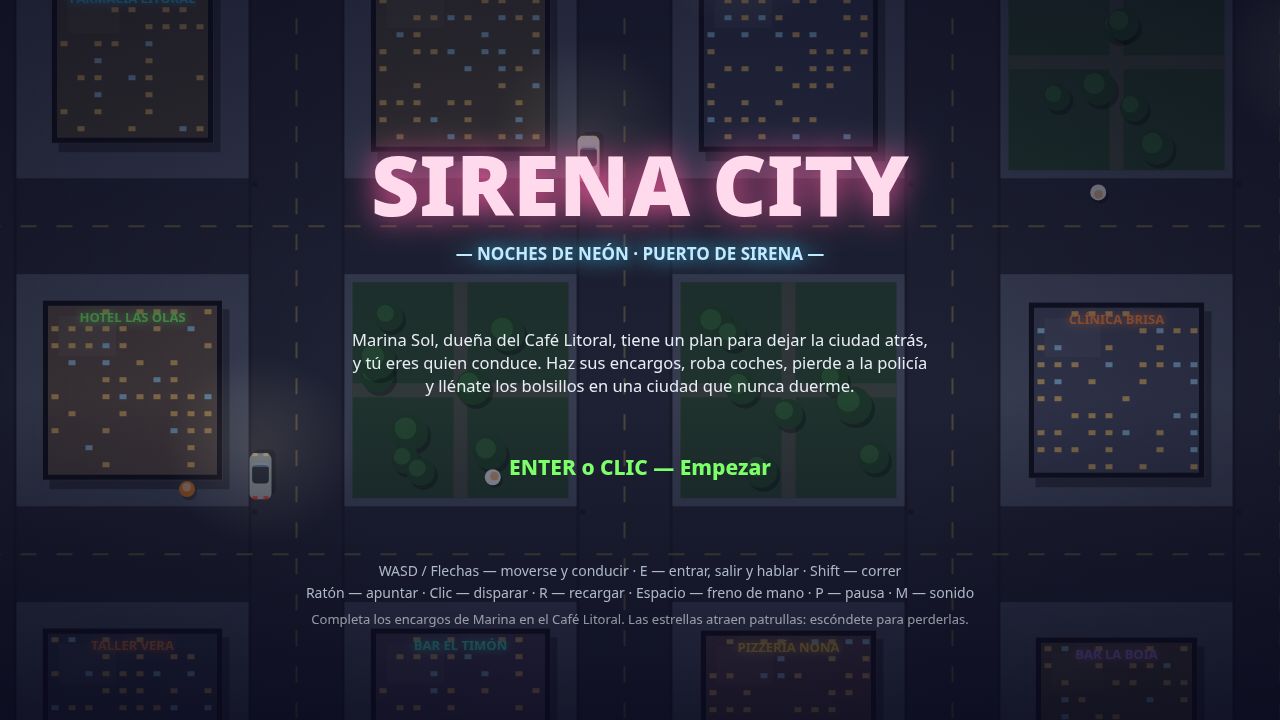 FARMACIA LITORAL
SIRENA CITY
— NOCHES DE NEÓN · PUERTO DE SIRENA —
HOTEL LAS OLAS
CLÍNICA BRISA
Marina Sol, dueña del Café Litoral, tiene un plan para dejar la ciudad atrás,
y tú eres quien conduce. Haz sus encargos, roba coches, pierde a la policía
y llénate los bolsillos en una ciudad que nunca duerme.
ENTER o CLIC — Empezar
WASD / Flechas — moverse y conducir · E — entrar, salir y hablar · Shift — correr
Ratón — apuntar · Clic — disparar · R — recargar · Espacio — freno de mano · P — pausa · M — sonido
Completa los encargos de Marina en el Café Litoral. Las estrellas atraen patrullas: escóndete para perderlas.
TALLER VERA
BAR EL TIMÓN
PIZZERÍA NONA
BAR LA BOIA